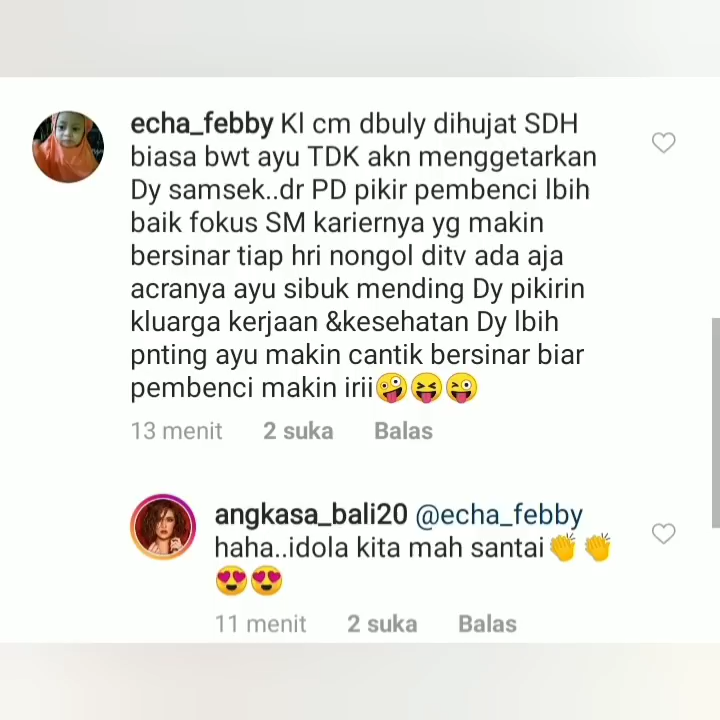 echa_febby Kl cm dbuly dihujat SDH
biasa bwt ayu TDK akn menggetarkan
Dy samsek..dr PD pikir pembenci lbih
baik fokus SM kariernya yg makin
bersinar tiap hri nongol ditv ada aja
acranya ayu sibuk mending Dy pikirin
kluarga kerjaan &kesehatan Dy lbih
pnting ayu makin cantik bersinar biar
pembenci makin irii🤪😝😜
13 menit 2 suka Balas
angkasa_bali20 @echa_febby
haha..idola kita mah santai👏👏
😍😍
11 menit 2 suka Balas